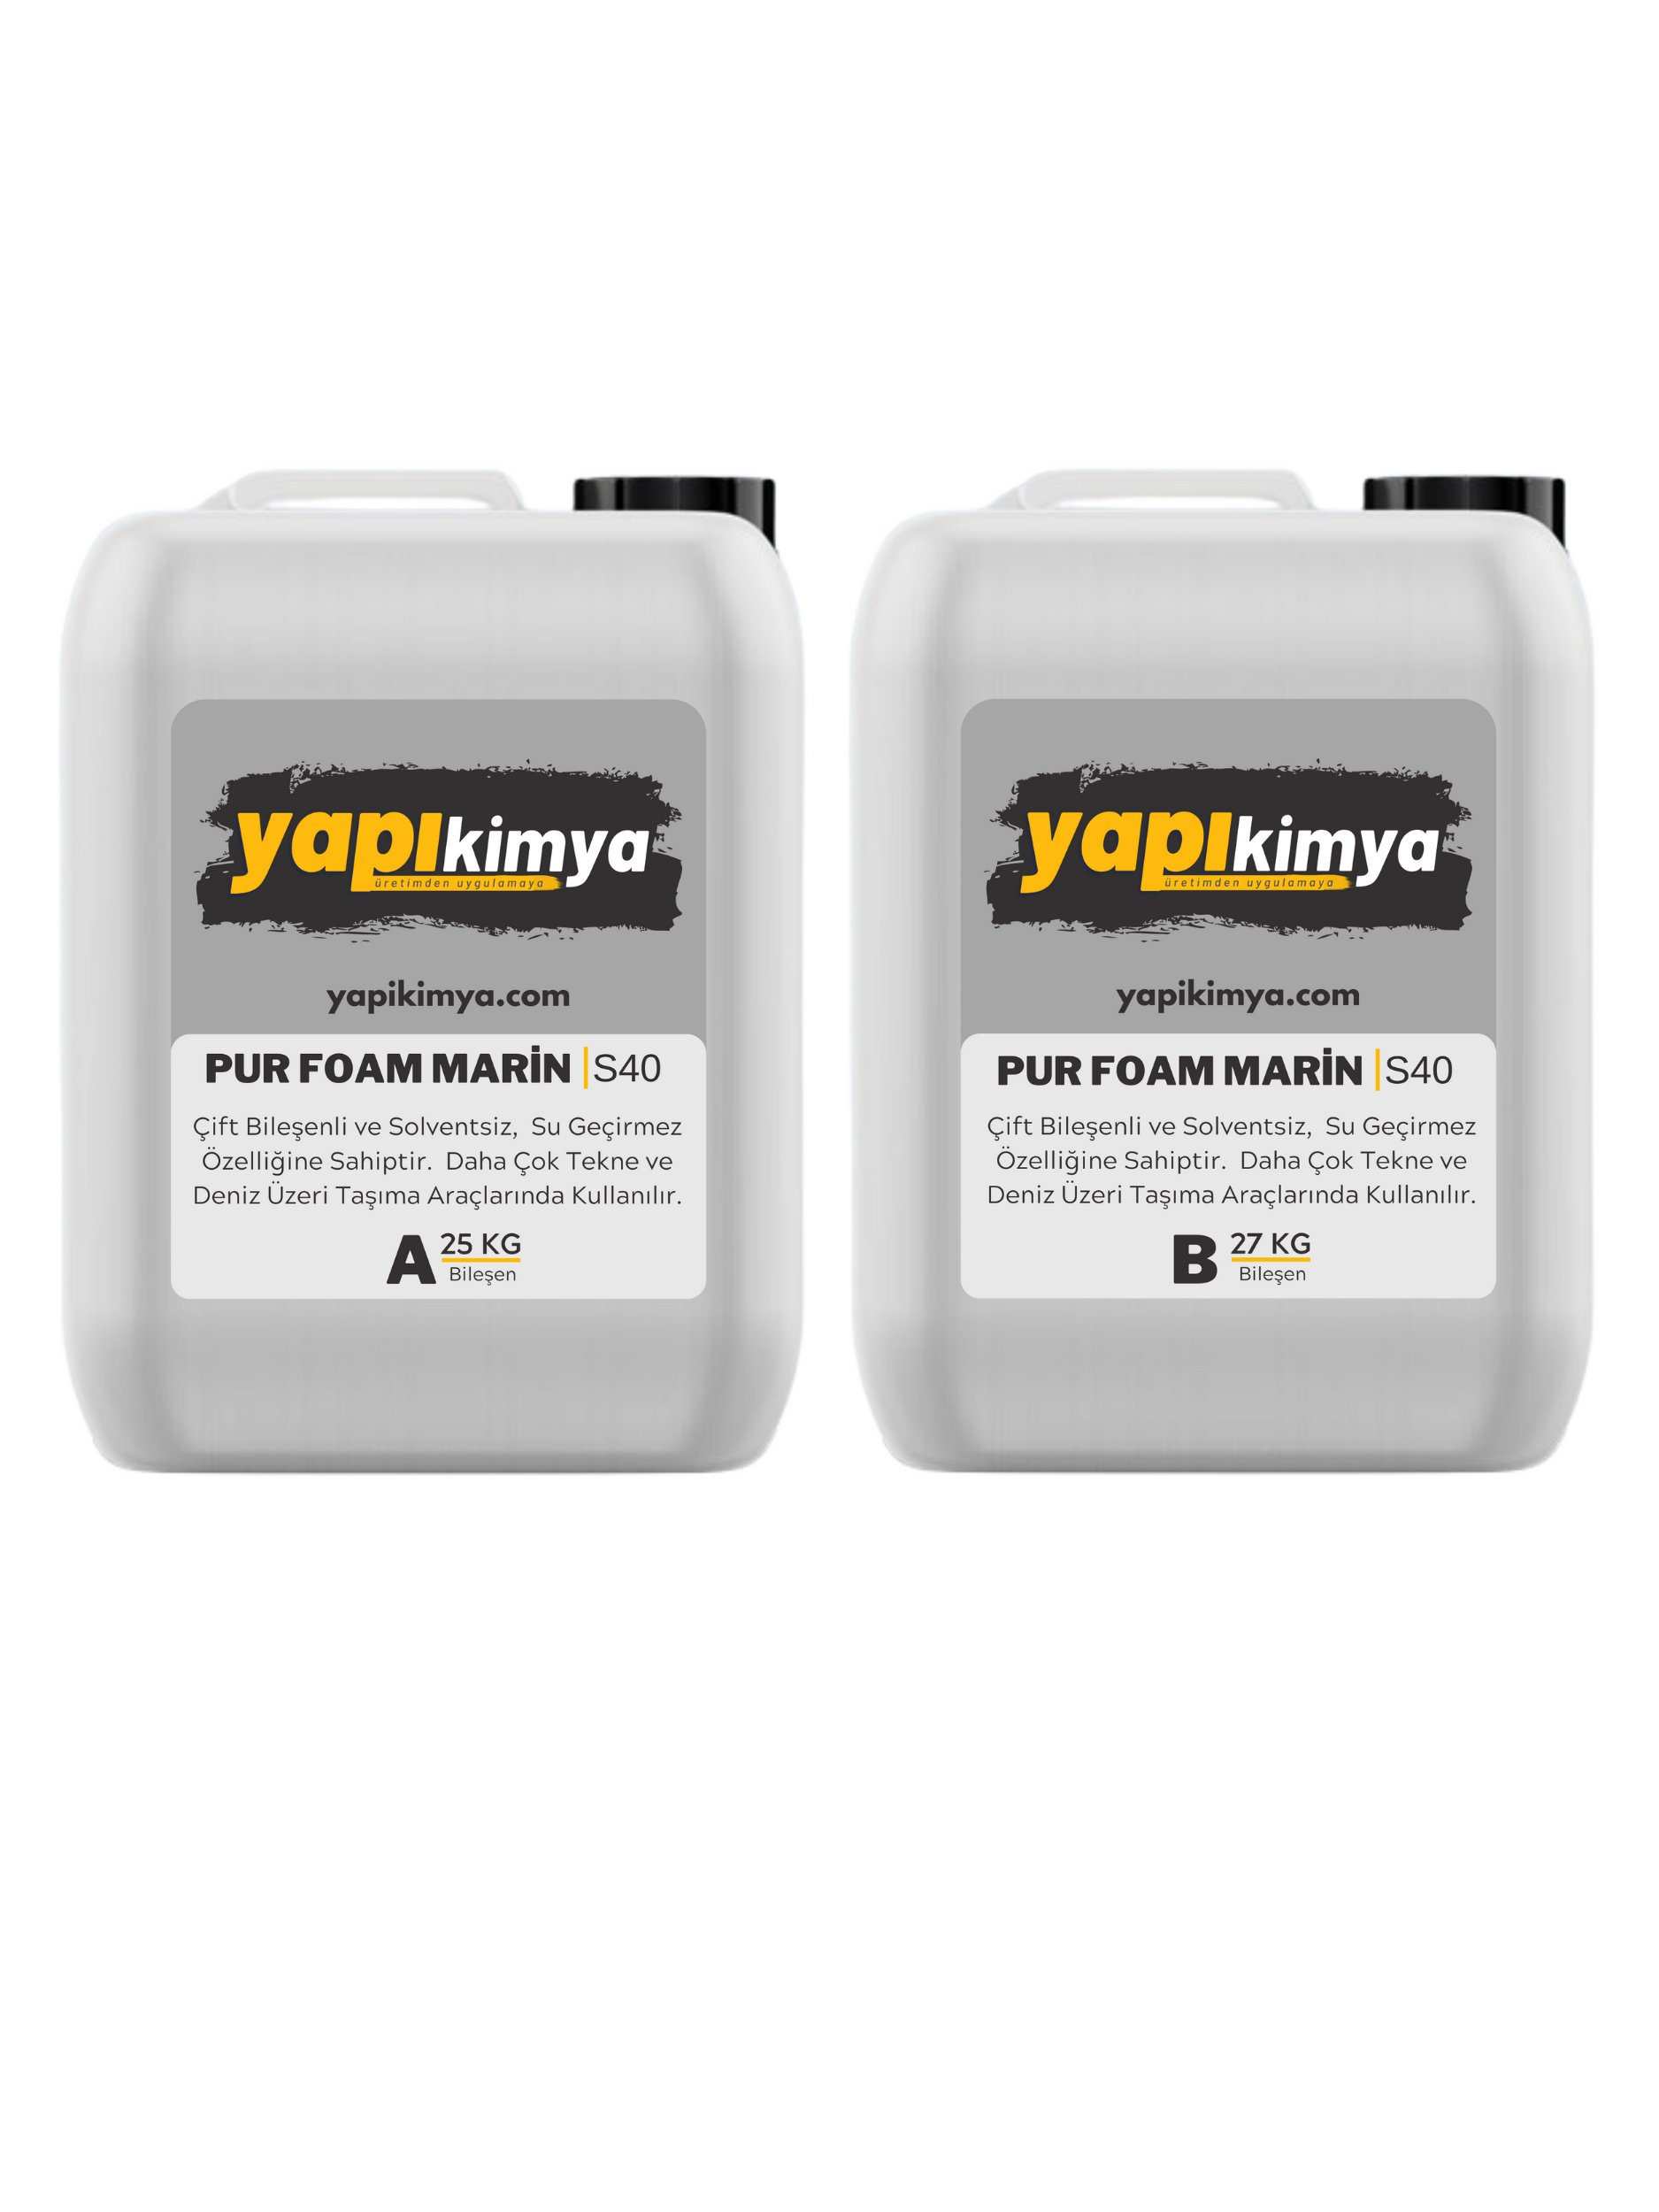 yapıkimya
üretimden uygulamaya
yapikimya.com
PUR FOAM MARİN | S40
Çift Bileşenli ve Solventsiz, Su Geçirmez
Özelliğine Sahiptir. Daha Çok Tekne ve
Deniz Üzeri Taşıma Araçlarında Kullanılır.
A 25 KG
Bileşen
yapıkimya
üretimden uygulamaya
yapikimya.com
PUR FOAM MARİN | S40
Çift Bileşenli ve Solventsiz, Su Geçirmez
Özelliğine Sahiptir. Daha Çok Tekne ve
Deniz Üzeri Taşıma Araçlarında Kullanılır.
B 27 KG
Bileşen